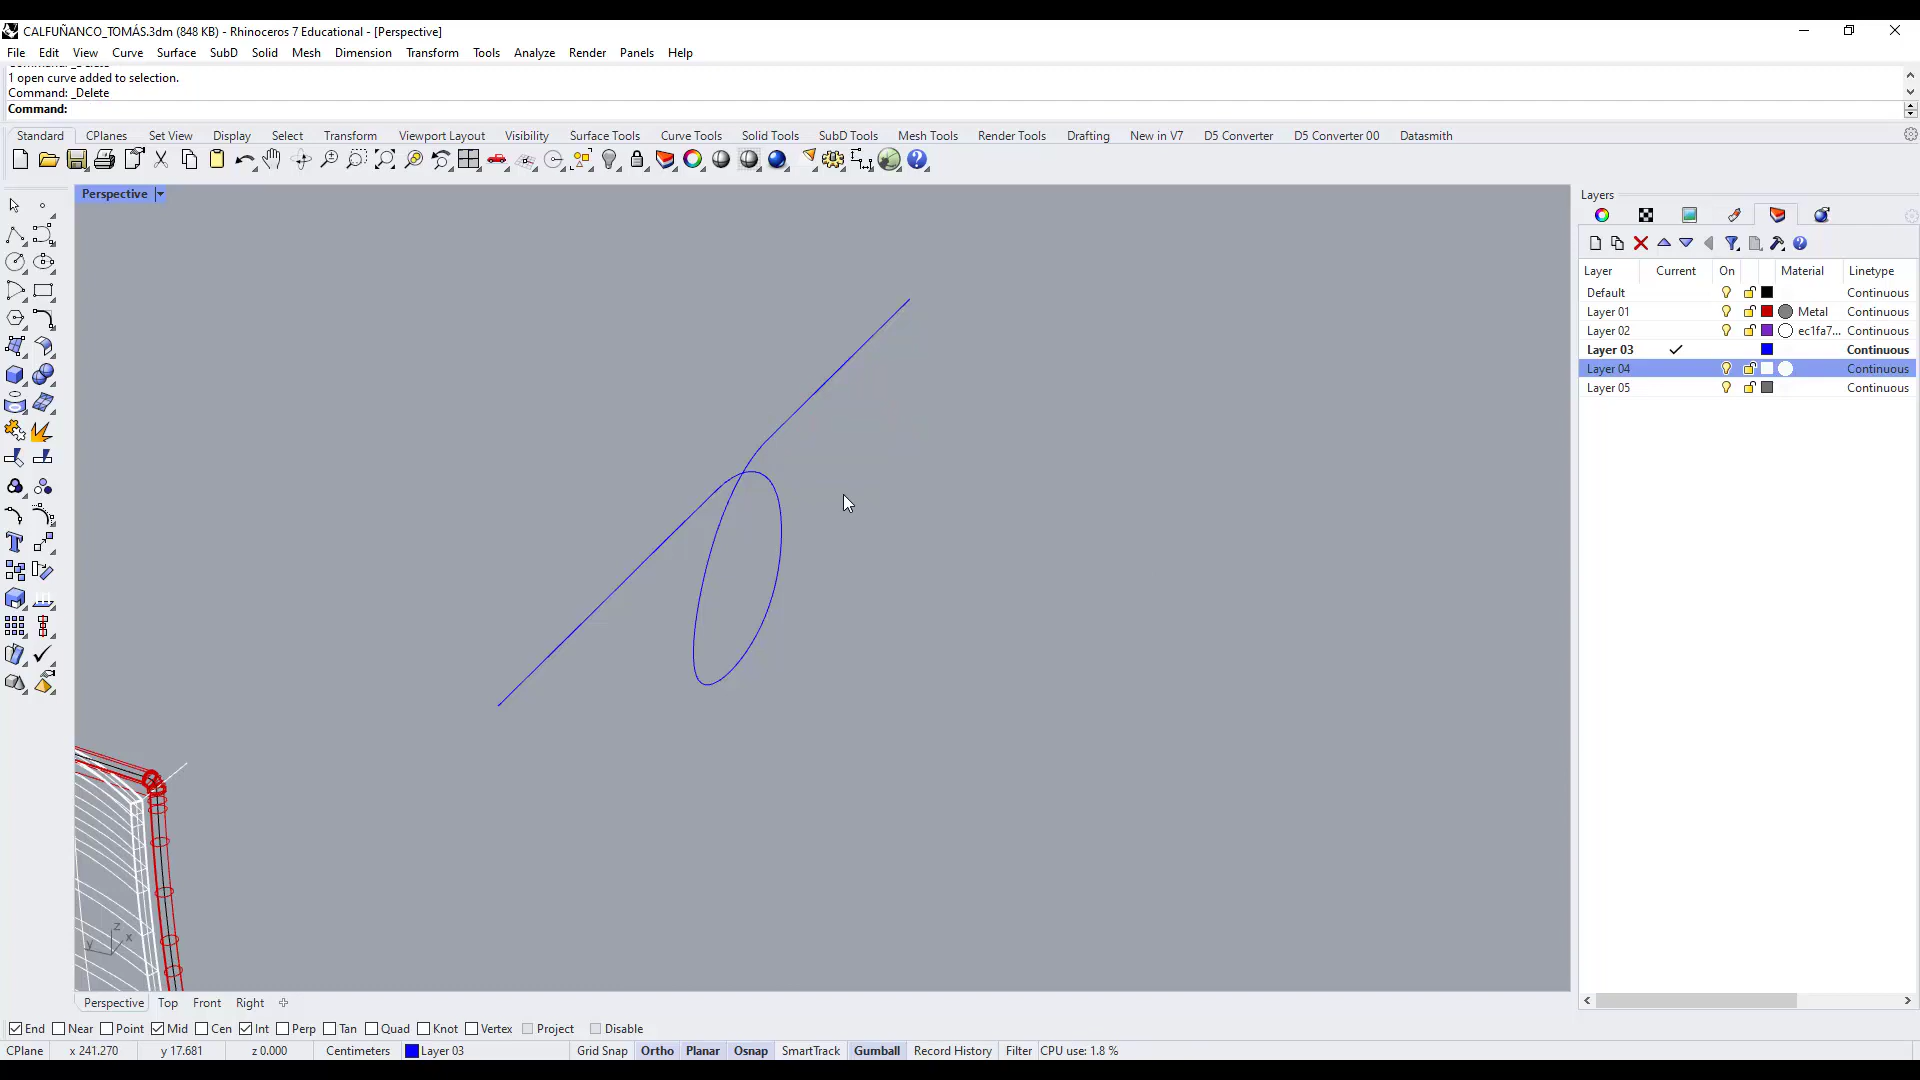 CALFUÑANCO_TOMÁS.3dm (848 KB) - Rhinoceros 7 Educational - [Perspective]
File Edit View Curve Surface SubD Solid Mesh Dimension Transform Tools Analyze Render Panels Help
1 open curve added to selection.
Command: _Delete
Command:
Standard CPlanes Set View Display Select Transform Viewport Layout Visibility Surface Tools Curve Tools Solid Tools SubD Tools Mesh Tools Render Tools Drafting New in V7 D5 Converter D5 Converter 00 Datasmith
Perspective
Layers
Layer Current On Material Linetype
Default Continuous
Layer 01 Metal Continuous
Layer 02 ec1fa7... Continuous
Layer 03 Continuous
Layer 04 Continuous
Layer 05 Continuous
z
y x
Perspective Top Front Right
End Near Point Mid Cen Int Perp Tan Quad Knot Vertex Project Disable
CPlane x 241.270 y 17.681 z 0.000 Centimeters Layer 03 Grid Snap Ortho Planar Osnap SmartTrack Gumball Record History Filter CPU use: 1.8 %